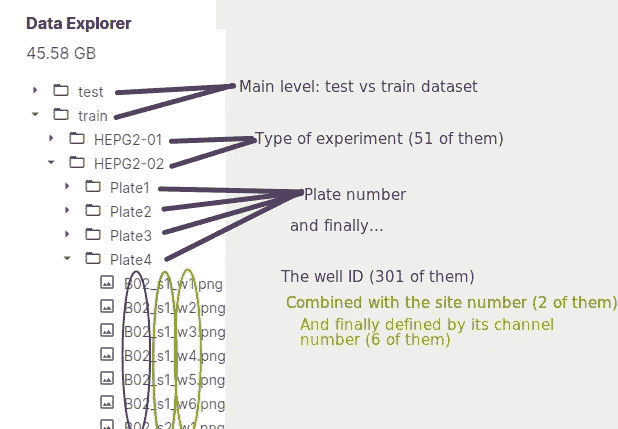 Data Explorer
45.58 GB
test
Main level: test vs train dataset
train
HEPG2-01
Type of experiment (51 of them)
HEPG2-02
Plate1
Plate number
Plate2
and finally...
Plate3
Plate4
The well ID (301 of them)
B02_s1_w1.png
Combined with the site number (2 of them)
B02_s1_w2.png
And finally defined by its channel
B02_s1_w3.png
number (6 of them)
B02_s1_w4.png
B02_s1_w5.png
B02_s1_w6.png
B02_s2_w1.png